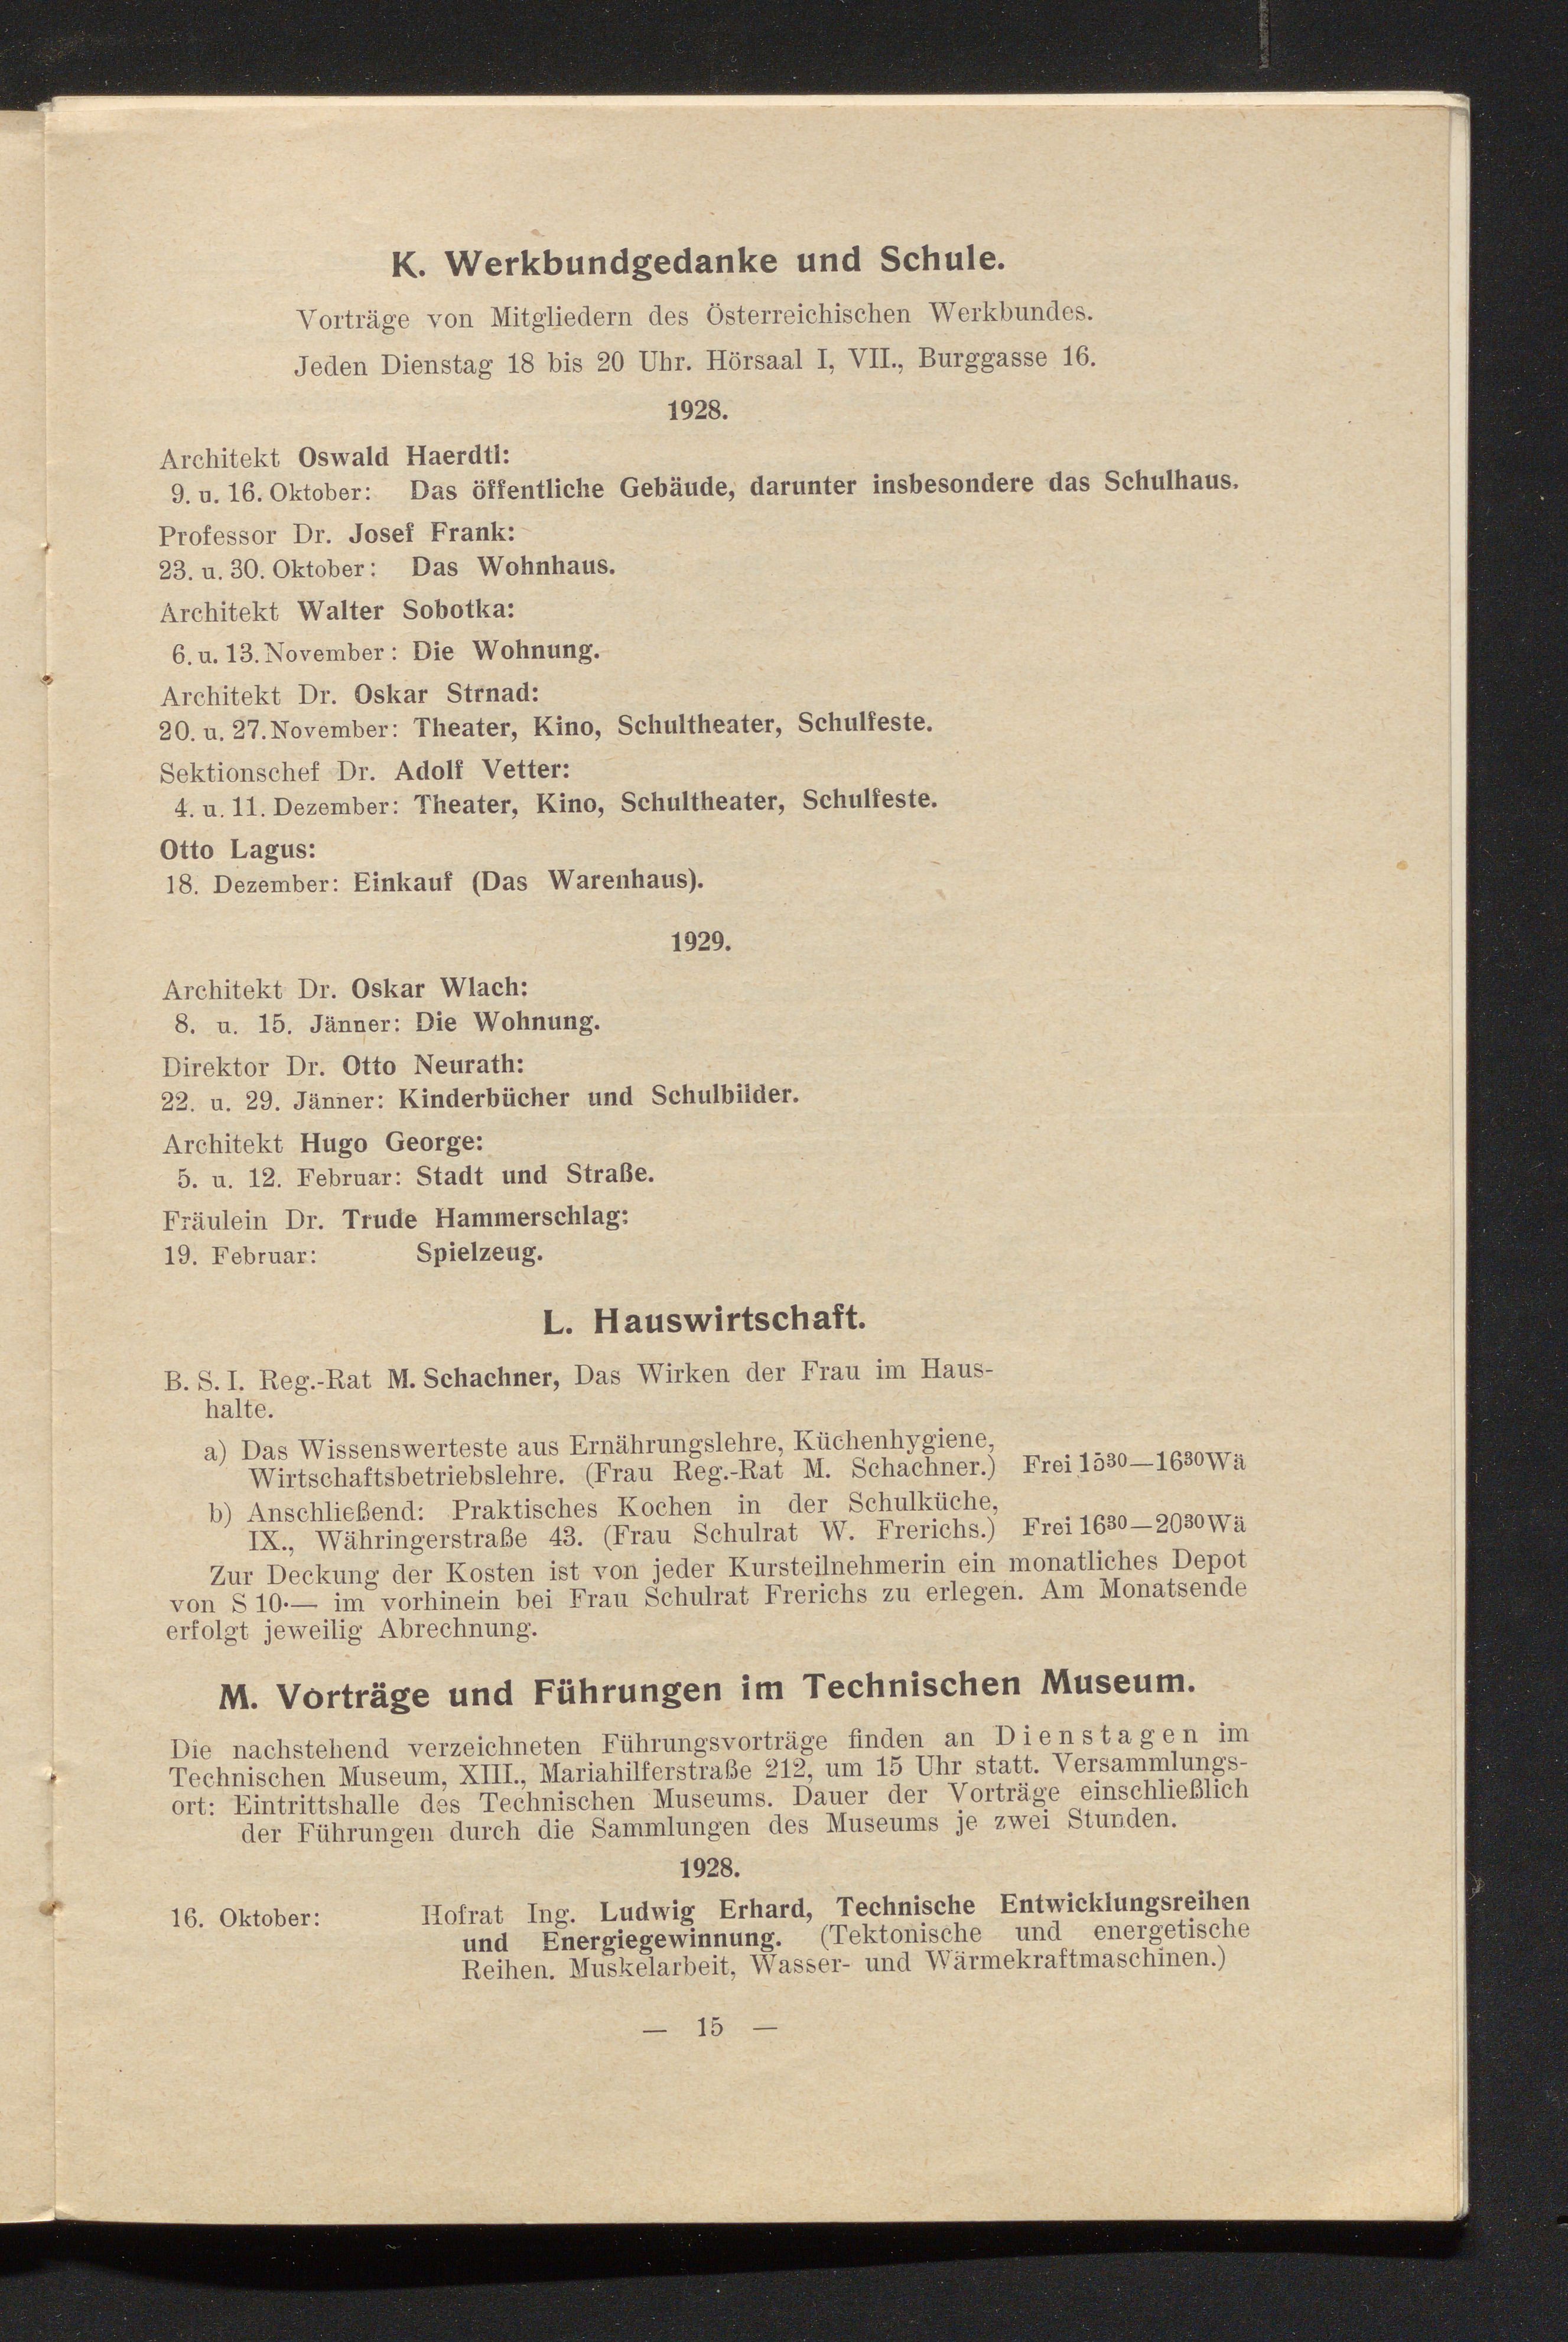 K. Werkbundgedanke und Schule.
Vorträge von Mitgliedern des Österreichischen Werkbundes.
Jeden Dienstag 18 bis 20 Uhr. Hörsaal I, VII., Burggasse 16.
1928.
Architekt Oswald Haerdtl:
9. u. 16. Oktober: Das öffentliche Gebäude, darunter insbesondere das Schulhaus.
Professor Dr. Josef Frank:
23. u. 30. Oktober: Das Wohnhaus.
Architekt Walter Sobotka:
6. u. 13. November: Die Wohnung.
Architekt Dr. Oskar Strnad:
20. u. 27. November: Theater, Kino, Schultheater, Schulfeste.
Sektionschef Dr. Adolf Vetter:
4. u. 11. Dezember: Theater, Kino, Schultheater, Schulfeste.
Otto Lagus:
18. Dezember: Einkauf (Das Warenhaus).
1929.
Architekt Dr. Oskar Wlach:
8. u. 15. Jänner: Die Wohnung.
Direktor Dr. Otto Neurath:
22. u. 29. Jänner: Kinderbücher und Schulbilder.
Architekt Hugo George:
5. u. 12. Februar: Stadt und Straße.
Fräulein Dr. Trude Hammerschlag:
19. Februar: Spielzeug.
L. Hauswirtschaft.
B. S. I. Reg.-Rat M. Schachner, Das Wirken der Frau im Haus-
halte.
a) Das Wissenswerteste aus Ernährungslehre, Küchenhygiene,
Wirtschaftsbetriebslehre. (Frau Reg.-Rat M. Schachner.) Frei 15³⁰—16³⁰ Wä
b) Anschließend: Praktisches Kochen in der Schulküche,
IX., Währingerstraße 43. (Frau Schulrat W. Frerichs.) Frei 16³⁰—20³⁰ Wä
Zur Deckung der Kosten ist von jeder Kursteilnehmerin ein monatliches Depot
von S 10·— im vorhinein bei Frau Schulrat Frerichs zu erlegen. Am Monatsende
erfolgt jeweilig Abrechnung.
M. Vorträge und Führungen im Technischen Museum.
Die nachstehend verzeichneten Führungsvorträge finden an Dienstagen im
Technischen Museum, XIII., Mariahilferstraße 212, um 15 Uhr statt. Versammlungs-
ort: Eintrittshalle des Technischen Museums. Dauer der Vorträge einschließlich
der Führungen durch die Sammlungen des Museums je zwei Stunden.
1928.
16. Oktober: Hofrat Ing. Ludwig Erhard, Technische Entwicklungsreihen
und Energiegewinnung. (Tektonische und energetische
Reihen. Muskelarbeit, Wasser- und Wärmekraftmaschinen.)
— 15 —